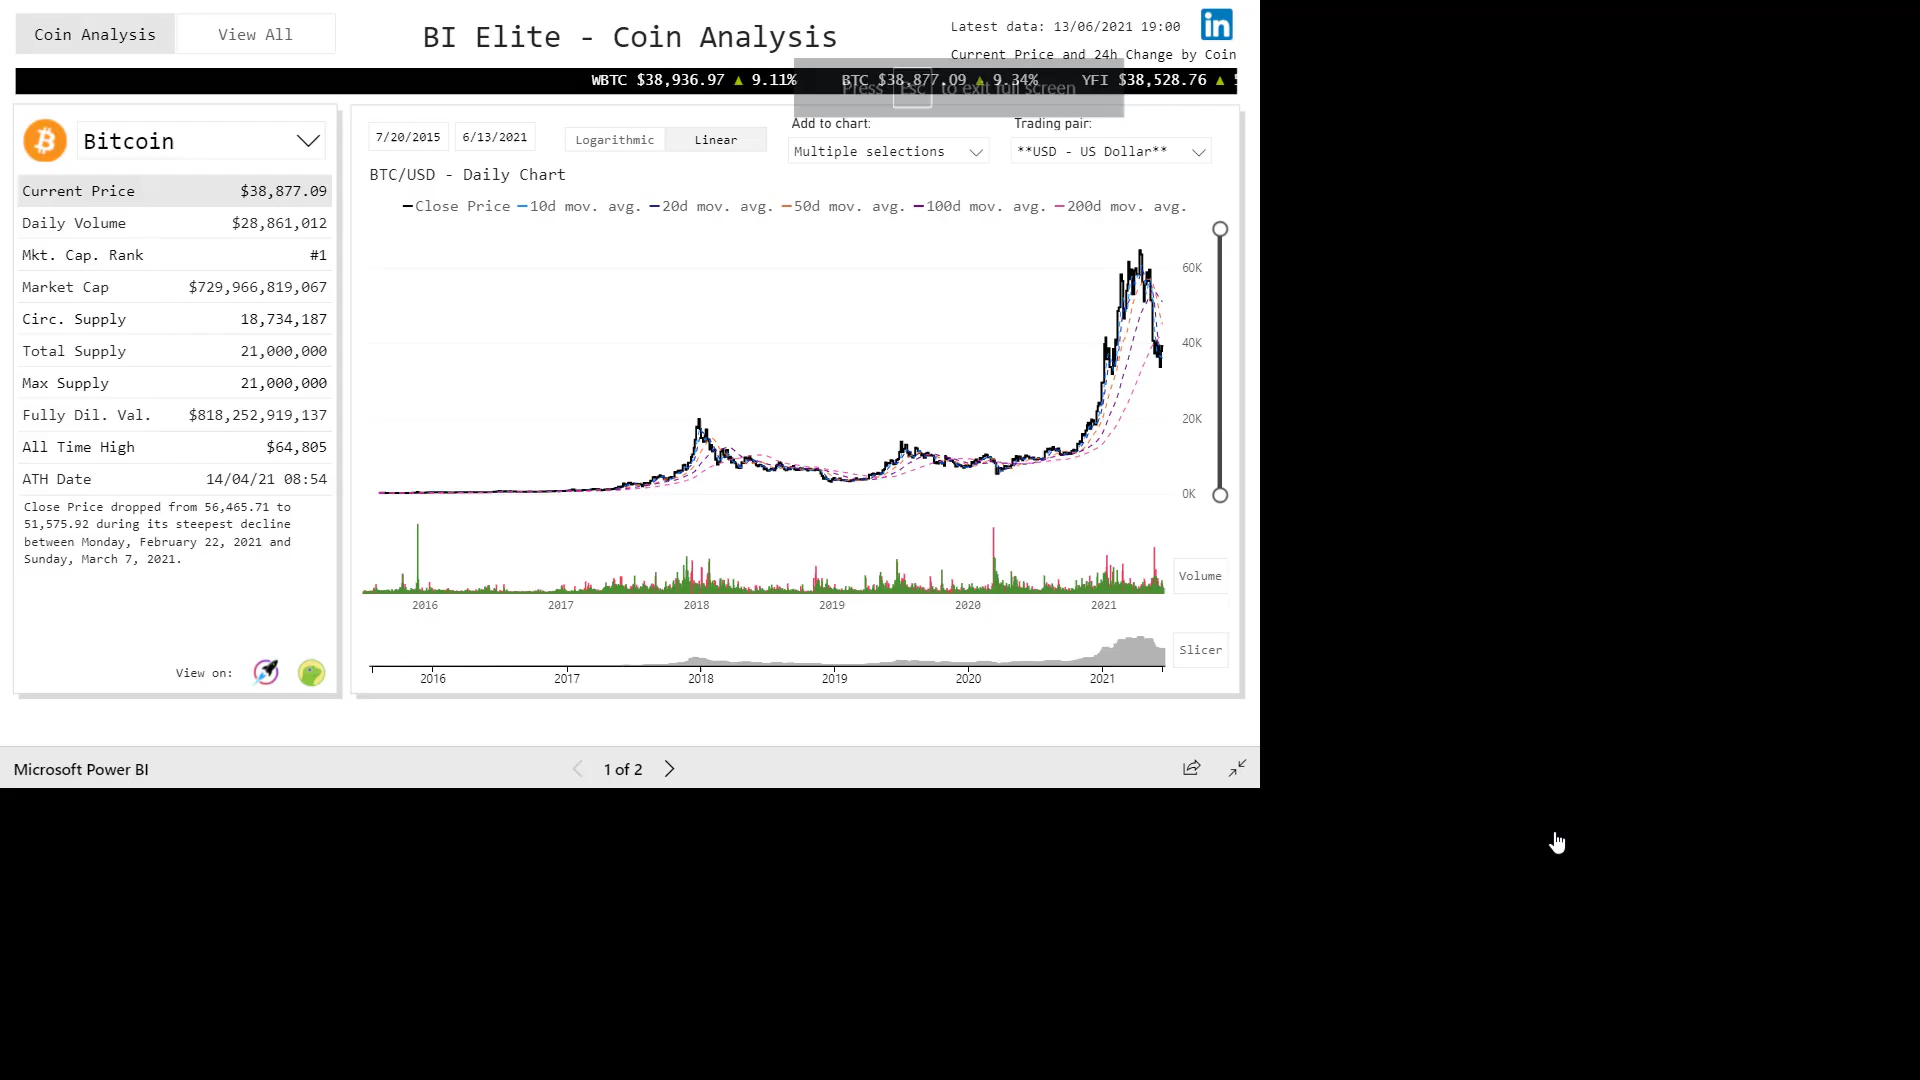 Coin Analysis
View All
BI Elite - Coin Analysis
Latest data: 13/06/2021 19:00
in
Current Price and 24h Change by Coin
WBTC $38,936.97 ▲ 9.11% BTC $38,877.09 ▲ 9.34% YFI $38,528.76 ▲
Press Esc to exit full screen
Bitcoin
Current Price $38,877.09
Daily Volume $28,861,012
Mkt. Cap. Rank #1
Market Cap $729,966,819,067
Circ. Supply 18,734,187
Total Supply 21,000,000
Max Supply 21,000,000
Fully Dil. Val. $818,252,919,137
All Time High $64,805
ATH Date 14/04/21 08:54
Close Price dropped from 56,465.71 to
51,575.92 during its steepest decline
between Monday, February 22, 2021 and
Sunday, March 7, 2021.
View on:
7/20/2015 6/13/2021
Logarithmic Linear
Add to chart:
Multiple selections
Trading pair:
**USD - US Dollar**
BTC/USD - Daily Chart
Close Price 10d mov. avg. 20d mov. avg. 50d mov. avg. 100d mov. avg. 200d mov. avg.
60K
40K
20K
0K
Volume
2016 2017 2018 2019 2020 2021
Slicer
2016 2017 2018 2019 2020 2021
Microsoft Power BI
1 of 2